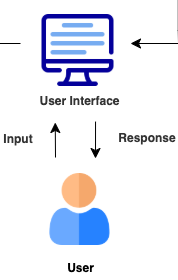 User Interface
Input
Response
User